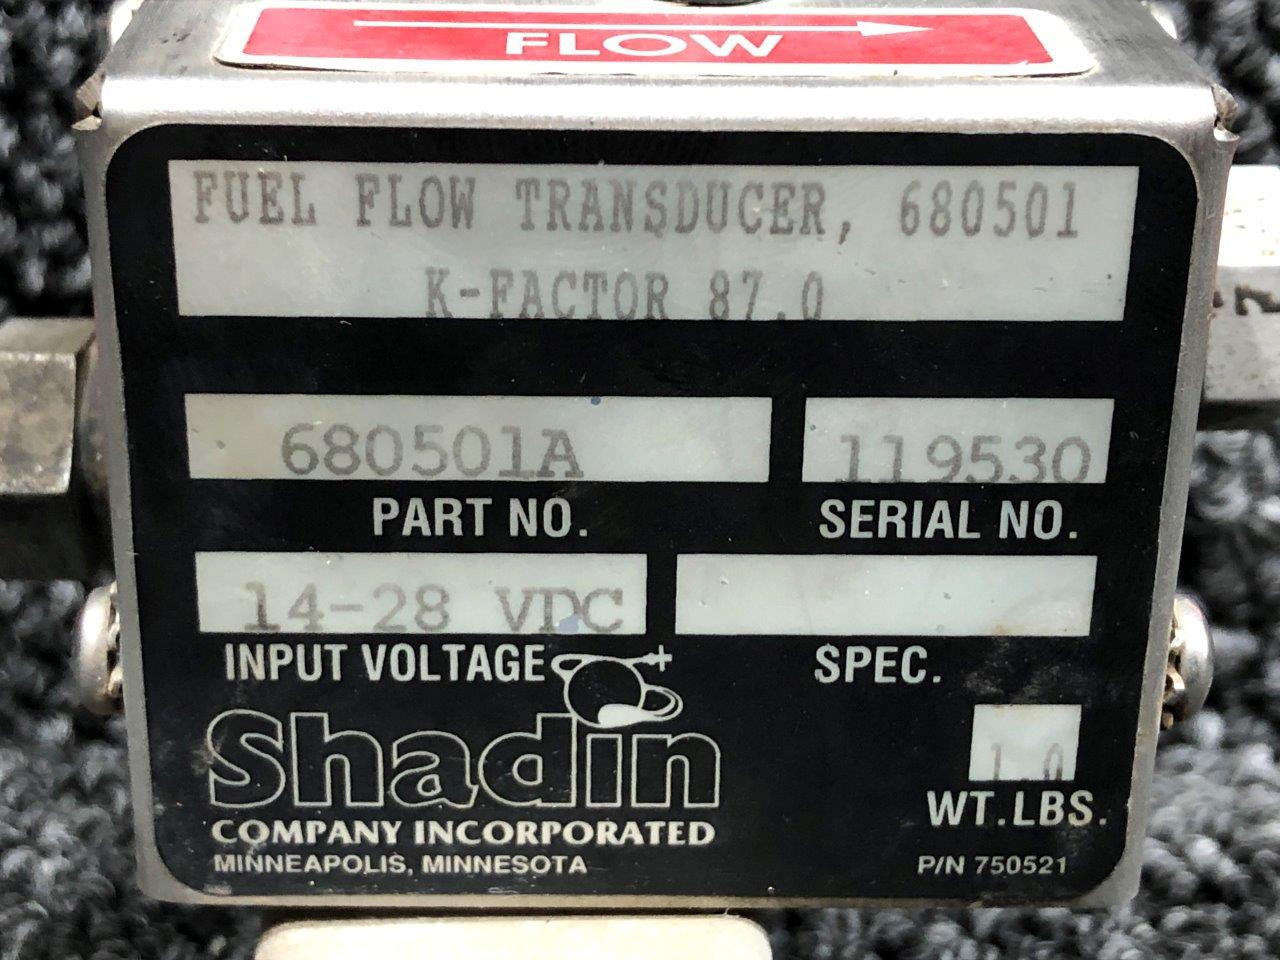 FLOW
FUEL FLOW TRANSDUCER, 680501
K-FACTOR 87.0
680501A
119530
PART NO.
SERIAL NO.
14-28 VDC
INPUT VOLTAGE
SPEC.
Shadin
COMPANY INCORPORATED
MINNEAPOLIS, MINNESOTA
1.0
WT.LBS.
P/N 750521